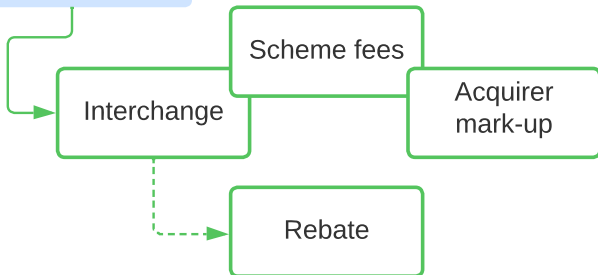 Scheme fees
Interchange
Acquirer
mark-up
Rebate